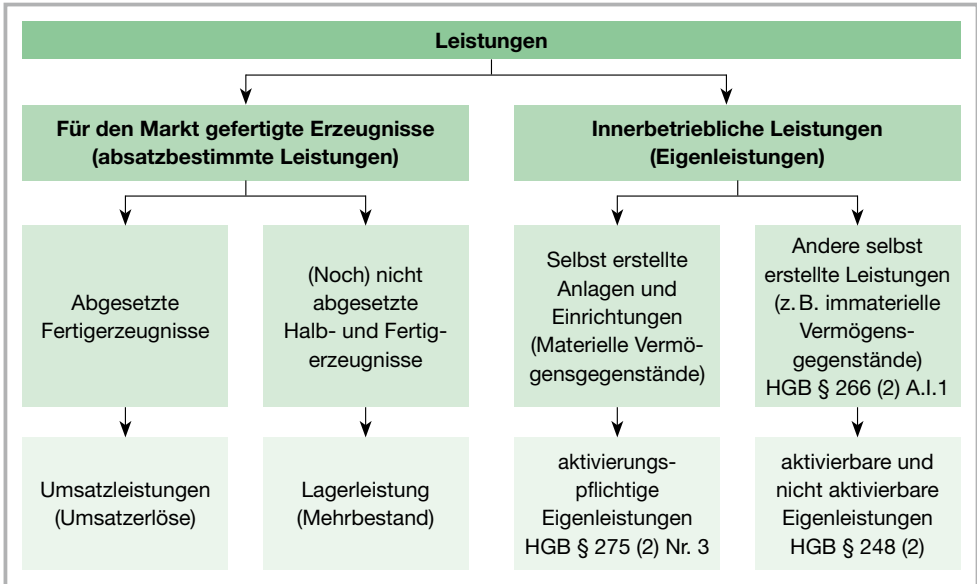 Leistungen
Für den Markt gefertigte Erzeugnisse
(absatzbestimmte Leistungen)
Innerbetriebliche Leistungen
(Eigenleistungen)
Abgesetzte
Fertigerzeugnisse
(Noch) nicht
abgesetzte
Halb- und Fertig-
erzeugnisse
Selbst erstellte
Anlagen und
Einrichtungen
(Materielle Vermö-
gensgegenstände)
Andere selbst
erstellte Leistungen
(z. B. immaterielle
Vermögens-
gegenstände)
HGB § 266 (2) A.I.1
Umsatzleistungen
(Umsatzerlöse)
Lagerleistung
(Mehrbestand)
aktivierungs-
pflichtige
Eigenleistungen
HGB § 275 (2) Nr. 3
aktivierbare und
nicht aktivierbare
Eigenleistungen
HGB § 248 (2)